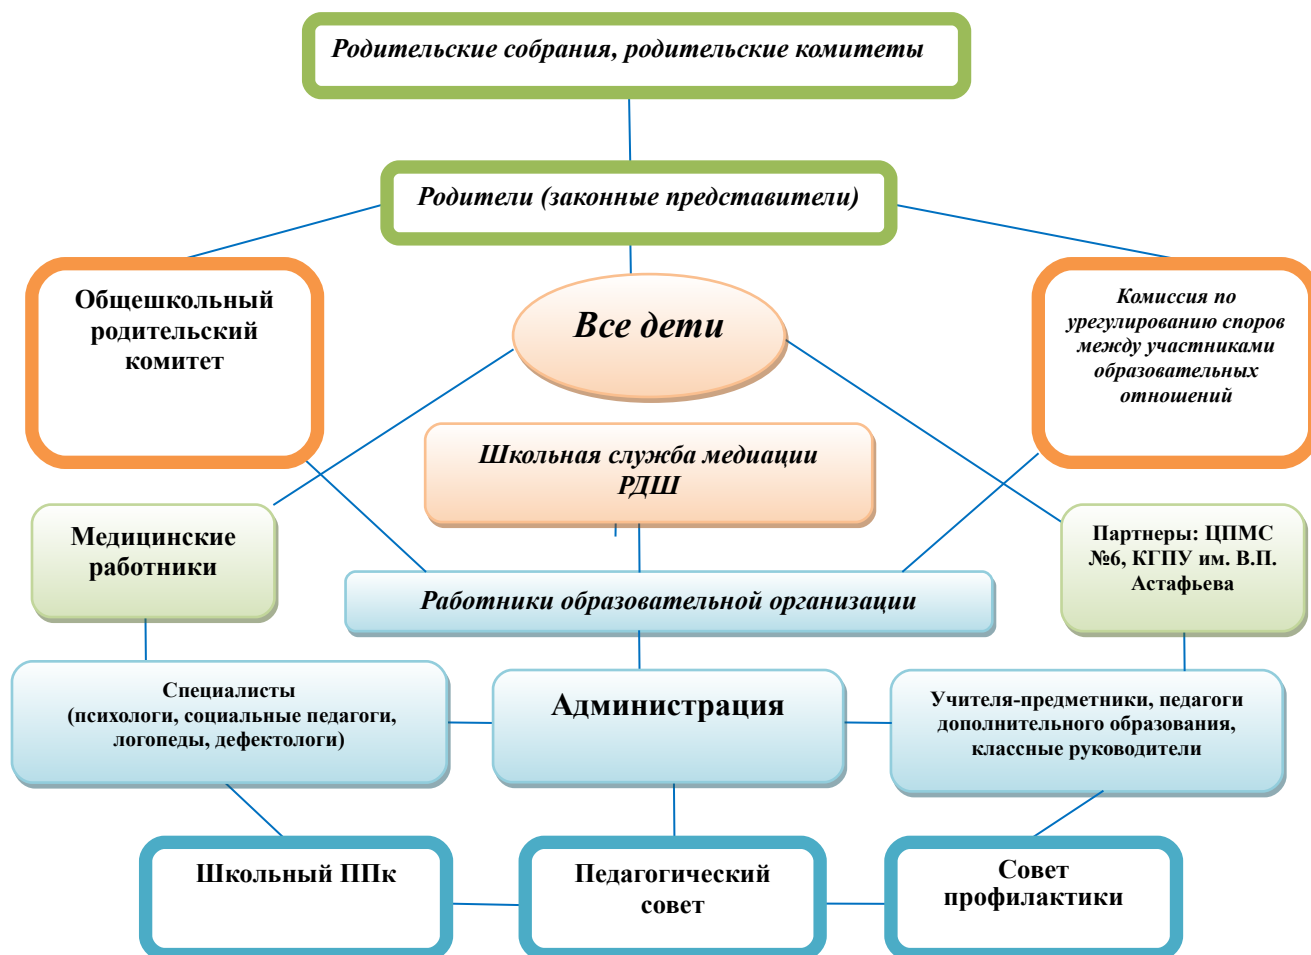 Родительские собрания, родительские комитеты
Родители (законные представители)
Общешкольный
родительский
комитет
Все дети
Комиссия по
урегулированию споров
между участниками
образовательных
отношений
Школьная служба медиации
РДШ
Медицинские
работники
Партнеры: ЦПМС
№6, КГПУ им. В.П.
Астафьева
Работники образовательной организации
Специалисты
(психологи, социальные педагоги,
логопеды, дефектологи)
Администрация
Учителя-предметники, педагоги
дополнительного образования,
классные руководители
Школьный ППк
Педагогический
совет
Совет
профилактики